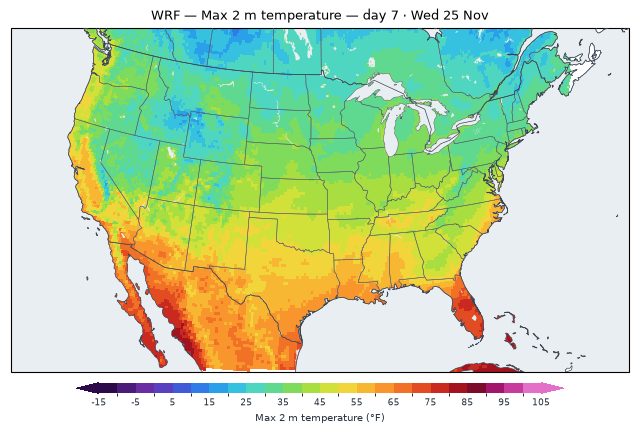 WRF — Max 2 m temperature — day 7 · Wed 25 Nov
-15 -5 5 15 25 35 45 55 65 75 85 95 105
Max 2 m temperature (°F)